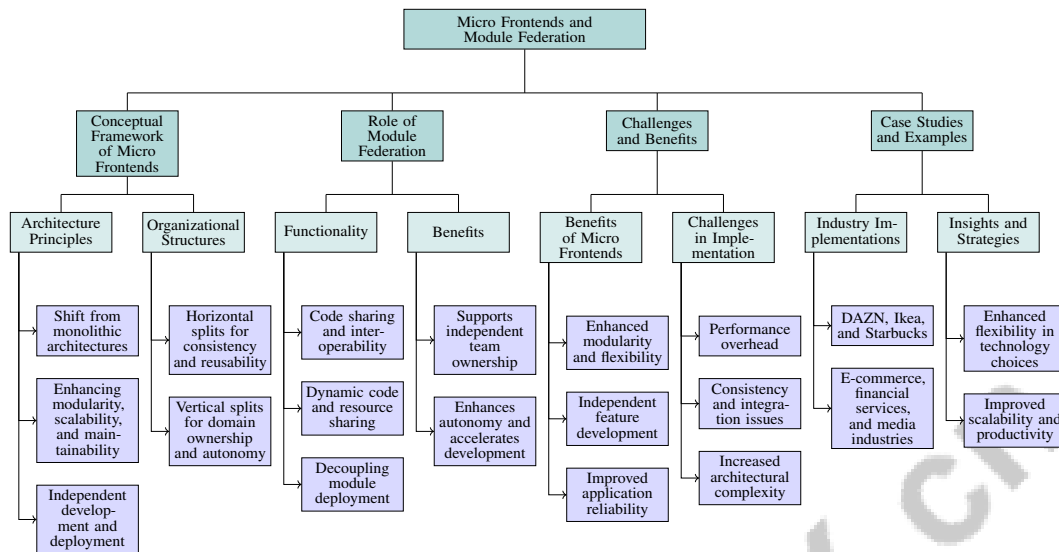 Micro Frontends and
Module Federation
Conceptual
Framework
of Micro
Frontends
Role of
Module
Federation
Challenges
and Benefits
Case Studies
and Examples
Architecture
Principles
Organizational
Structures
Functionality
Benefits
Benefits
of Micro
Frontends
Challenges
in Imple-
mentation
Industry Im-
plementations
Insights and
Strategies
Shift from
monolithic
architectures
Enhancing
modularity,
scalability,
and main-
tainability
Independent
develop-
ment and
deployment
Horizontal
splits for
consistency
and reusability
Vertical splits
for domain
ownership
and autonomy
Code sharing
and inter-
operability
Dynamic code
and resource
sharing
Decoupling
module
deployment
Supports
independent
team
ownership
Enhances
autonomy and
accelerates
development
Enhanced
modularity
and flexibility
Independent
feature
development
Improved
application
reliability
Performance
overhead
Consistency
and integra-
tion issues
Increased
architectural
complexity
DAZN, Ikea,
and Starbucks
E-commerce,
financial
services,
and media
industries
Enhanced
flexibility in
technology
choices
Improved
scalability and
productivity